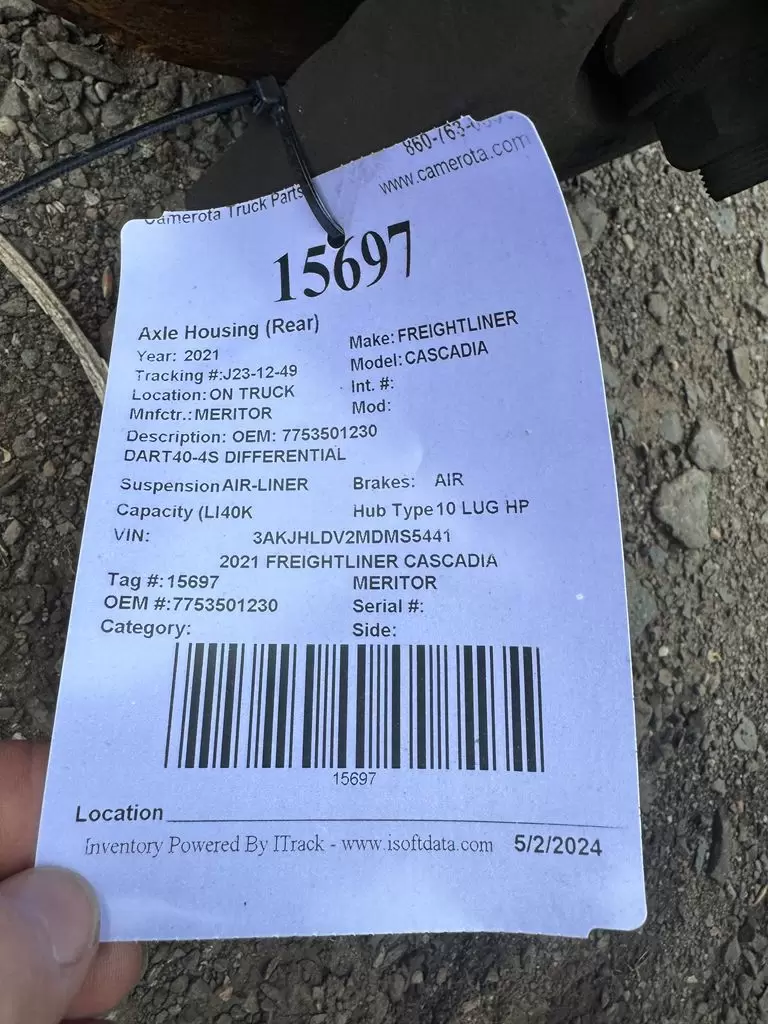 860-763-
www.camerota.com
Camerota Truck Parts
15697
Axle Housing (Rear)
Make: FREIGHTLINER
Year: 2021
Model: CASCADIA
Tracking #:J23-12-49
Int. #:
Location: ON TRUCK
Mod:
Mnfctr.: MERITOR
Description: OEM: 7753501230
DART40-4S DIFFERENTIAL
Suspension AIR-LINER
Brakes: AIR
Capacity (LI40K
Hub Type 10 LUG HP
VIN: 3AKJHLDV2MDMS5441
2021 FREIGHTLINER CASCADIA
Tag #: 15697
MERITOR
OEM #: 7753501230
Serial #:
Category:
Side:
15697
Location
Inventory Powered By ITrack - www.isoftdata.com 5/2/2024